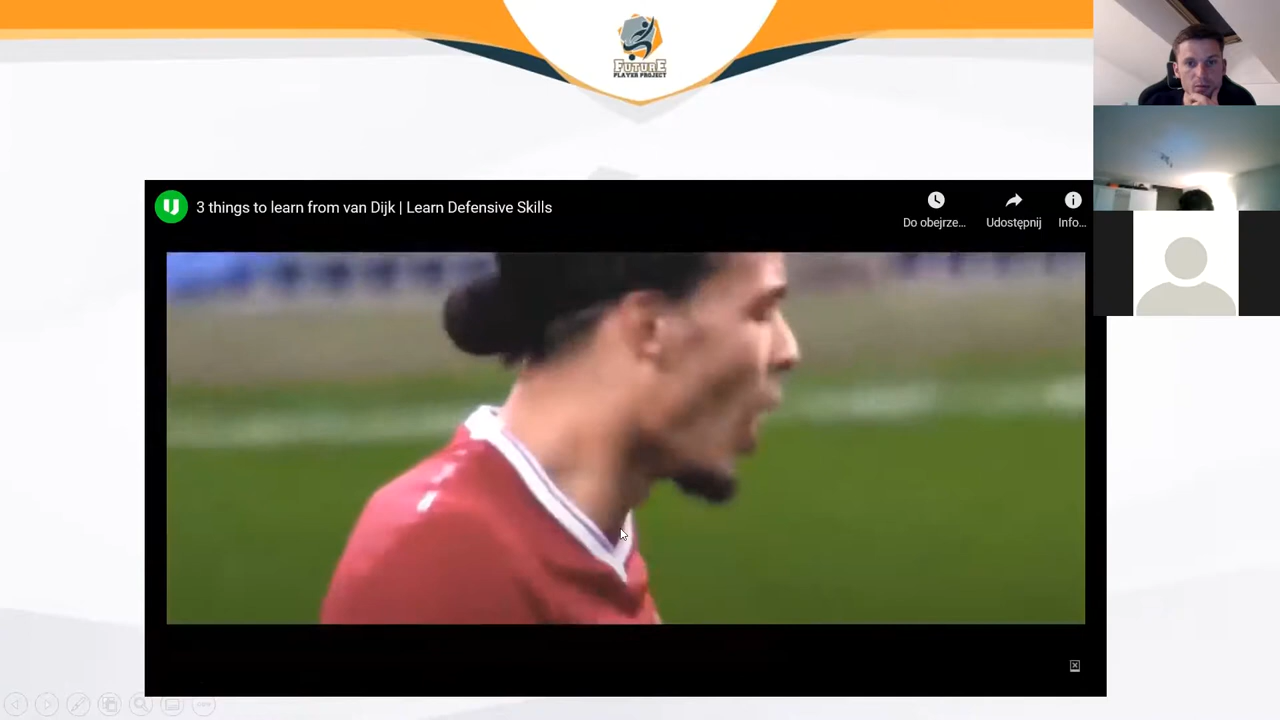 FUTURE
PLAYER PROJECT
3 things to learn from van Dijk | Learn Defensive Skills
Do obejrze...
Udostępnij
Info...